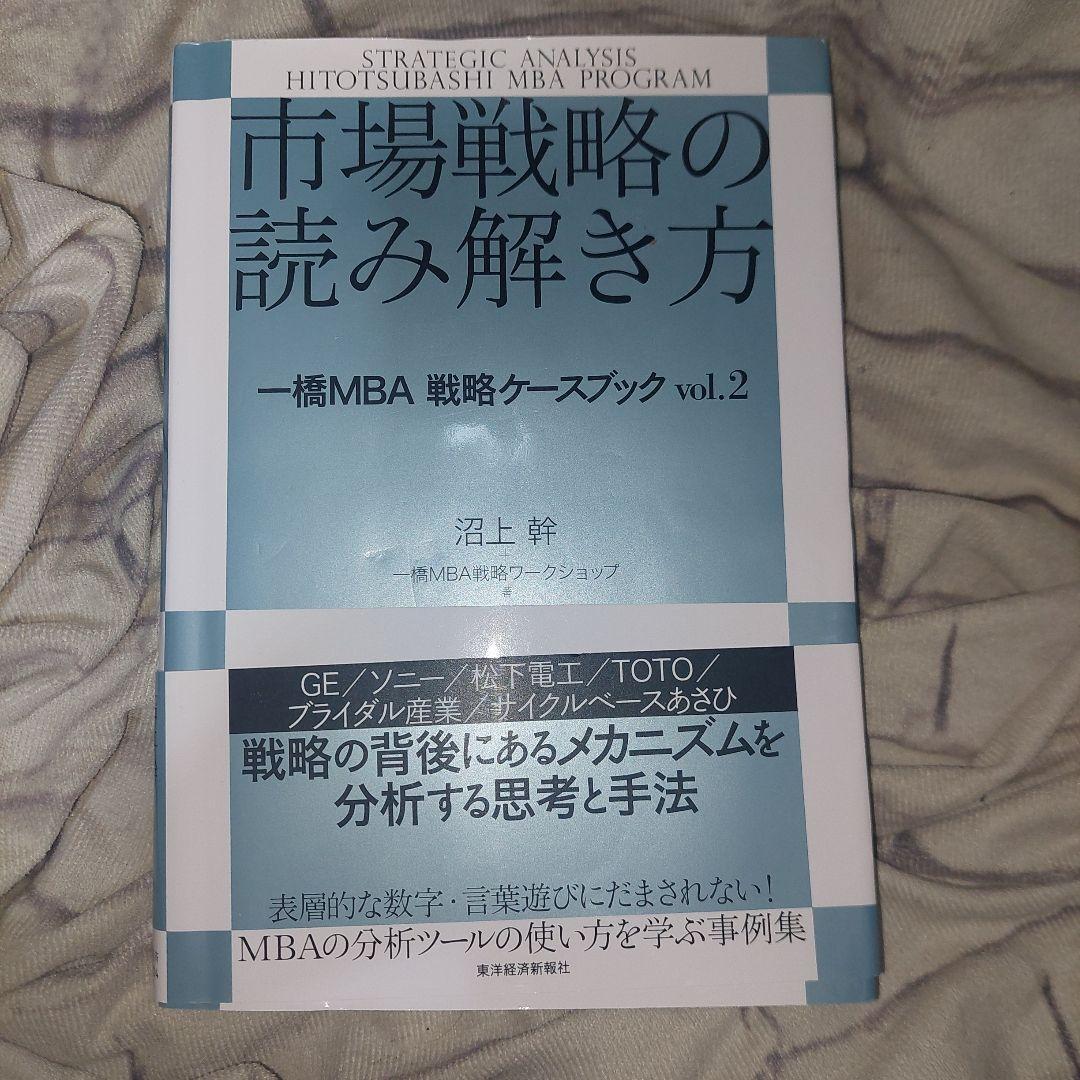 STRATEGIC ANALYSIS
HITOTSUBASHI MBA PROGRAM
市場戦略の
読み解き方
一橋MBA 戦略ケースブック vol.2
沼上 幹
+
一橋MBA戦略ワークショップ
著
GE／ソニー／松下電工／TOTO／
ブライダル産業／サイクルベースあさひ
戦略の背後にあるメカニズムを
分析する思考と手法
表層的な数字・言葉遊びにだまされない！
MBAの分析ツールの使い方を学ぶ事例集
東洋経済新報社